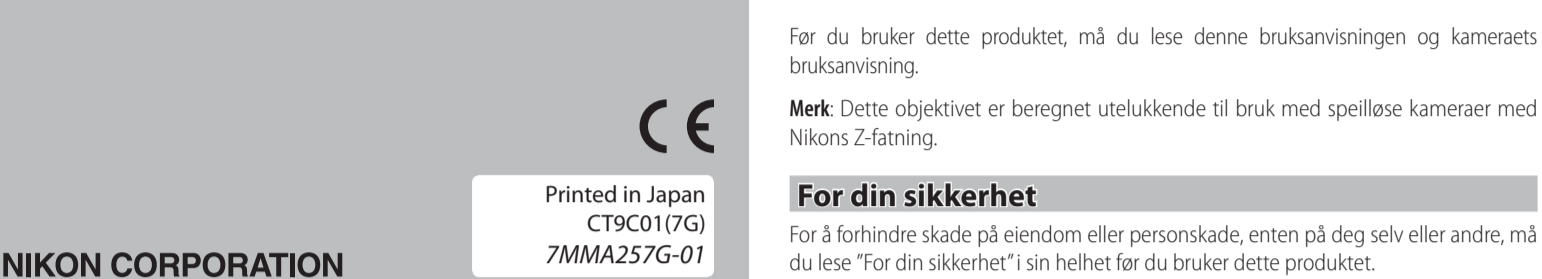 CE
Printed in Japan
CT9C01(7G)
7MMA257G-01
NIKON CORPORATION
Før du bruker dette produktet, må du lese denne bruksanvisningen og kameraets
bruksanvisning.
Merk: Dette objektivet er beregnet utelukkende til bruk med speilløse kameraer med
Nikons Z-fatning.
For din sikkerhet
For å forhindre skade på eiendom eller personskade, enten på deg selv eller andre, må
du lese ”For din sikkerhet” i sin helhet før du bruker dette produktet.